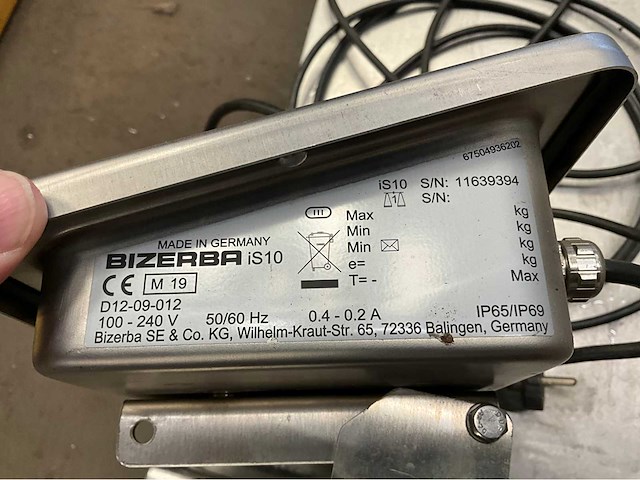 67504936202
iS10 S/N: 11639394
1 S/N:
III Max kg
Min kg
Min kg
e= kg
T= - Max
MADE IN GERMANY
BIZERBA iS10
CE M 19
D12-09-012
100 - 240 V 50/60 Hz 0.4 - 0.2 A IP65/IP69
Bizerba SE & Co. KG, Wilhelm-Kraut-Str. 65, 72336 Balingen, Germany